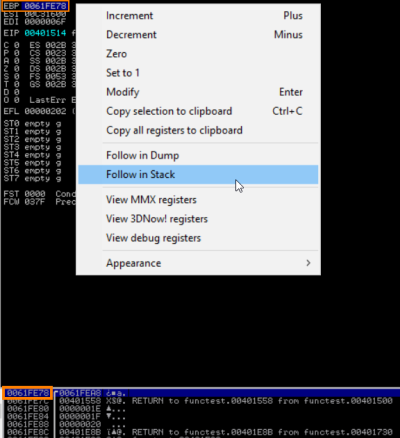 EBP 0061FE78
ESI 00C31600
EDI 0000006F
EIP 00401514 f
C 0 ES 002B
P 0 CS 0023
A 0 SS 002B
Z 0 DS 002B
S 0 FS 0053
T 0 GS 002B
D 0
O 0 LastErr E
EFL 00000202 (
ST0 empty g
ST1 empty g
ST2 empty g
ST3 empty g
ST4 empty g
ST5 empty g
ST6 empty g
ST7 empty g
FST 0000 Cond
FCW 037F Prec
Increment Plus
Decrement Minus
Zero
Set to 1
Modify Enter
Copy selection to clipboard Ctrl+C
Copy all registers to clipboard
Follow in Dump
Follow in Stack
View MMX registers
View 3DNow! registers
View debug registers
Appearance >
0061FE78 0061FEA8
0061FE7C 00401558 X§@. RETURN to functest.00401558 from functest.00401500
0061FE80 0000001E ▲...
0061FE84 0000001F ▼...
0061FE88 00000020 ...
0061FE8C 00401E8B RETURN to functest.00401E8B from functest.00401730